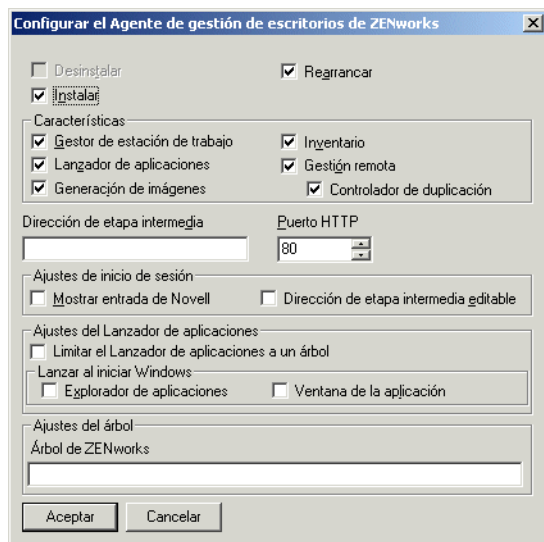 Configurar el Agente de gestión de escritorios de ZENworks
Desinstalar
Rearrancar
Instalar
Características
Gestor de estación de trabajo
Inventario
Lanzador de aplicaciones
Gestión remota
Generación de imágenes
Controlador de duplicación
Dirección de etapa intermedia
Puerto HTTP
80
Ajustes de inicio de sesión
Mostrar entrada de Novell
Dirección de etapa intermedia editable
Ajustes del Lanzador de aplicaciones
Limitar el Lanzador de aplicaciones a un árbol
Lanzar al iniciar Windows
Explorador de aplicaciones
Ventana de la aplicación
Ajustes del árbol
Árbol de ZENworks
Aceptar
Cancelar